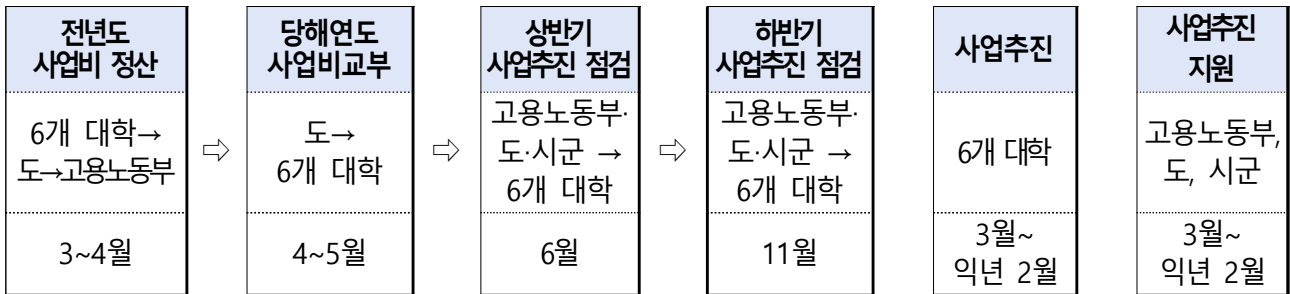 전년도
사업비 정산
6개 대학→
도→고용노동부
3~4월
⇨
당해연도
사업비교부
도→
6개 대학
4~5월
⇨
상반기
사업추진 점검
고용노동부·
도·시군 →
6개 대학
6월
⇨
하반기
사업추진 점검
고용노동부·
도·시군 →
6개 대학
11월
사업추진
6개 대학
3월~
익년 2월
사업추진
지원
고용노동부,
도, 시군
3월~
익년 2월